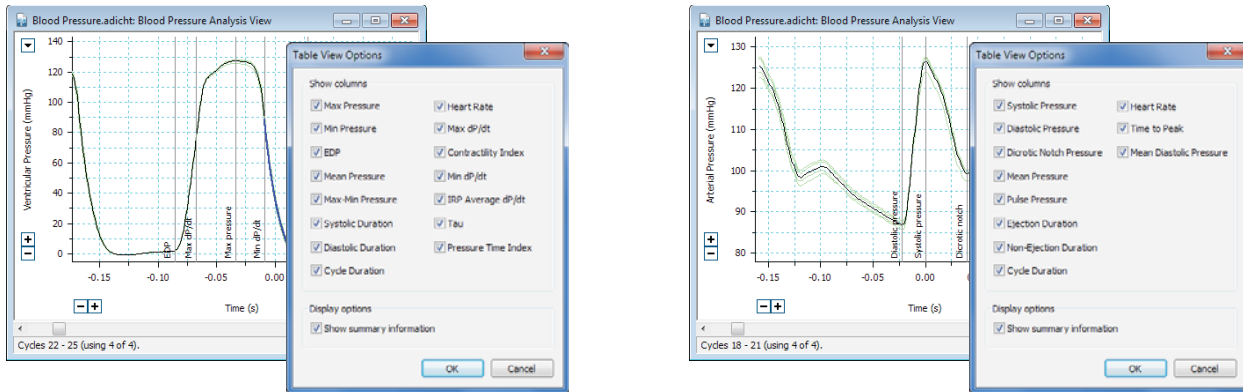 Blood Pressure.adicht: Blood Pressure Analysis View
140
120
100
80
60
40
20
0
Ventricular Pressure (mmHg)
EDP
Max dP/dt
Max pressure
Min dP/dt
-0.15
-0.10
-0.05
0.00
Time (s)
Cycles 22 - 25 (using 4 of 4).
Table View Options
Show columns
Max Pressure
Min Pressure
EDP
Mean Pressure
Max-Min Pressure
Systolic Duration
Diastolic Duration
Cycle Duration
Heart Rate
Max dP/dt
Contractility Index
Min dP/dt
IRP Average dP/dt
Tau
Pressure Time Index
Display options
Show summary information
OK
Cancel
Blood Pressure.adicht: Blood Pressure Analysis View
130
120
110
100
90
80
Arterial Pressure (mmHg)
Diastolic pressure
Systolic pressure
Dicrotic notch
-0.15
-0.10
-0.05
0.00
0.05
Time (s)
Cycles 18 - 21 (using 4 of 4).
Table View Options
Show columns
Systolic Pressure
Diastolic Pressure
Dicrotic Notch Pressure
Mean Pressure
Pulse Pressure
Ejection Duration
Non-Ejection Duration
Cycle Duration
Heart Rate
Time to Peak
Mean Diastolic Pressure
Display options
Show summary information
OK
Cancel